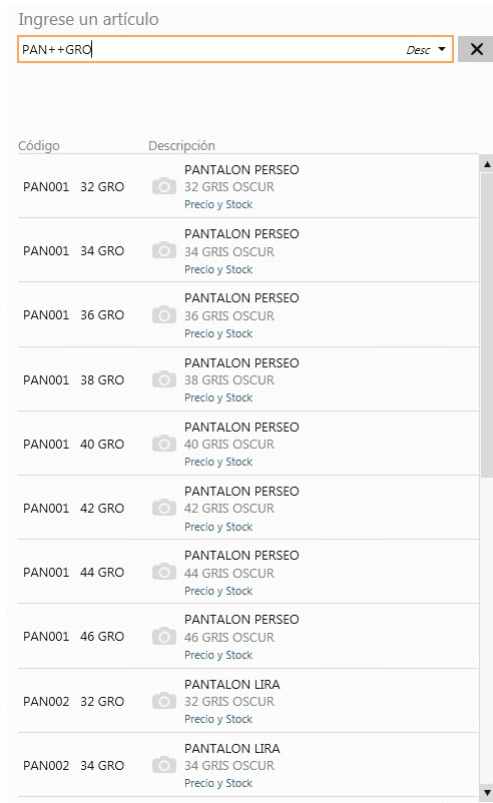 Ingrese un artículo
PAN++GRO Desc
Código Descripción
PANTALON PERSEO
PAN001 32 GRO 32 GRIS OSCUR
Precio y Stock
PANTALON PERSEO
PAN001 34 GRO 34 GRIS OSCUR
Precio y Stock
PANTALON PERSEO
PAN001 36 GRO 36 GRIS OSCUR
Precio y Stock
PANTALON PERSEO
PAN001 38 GRO 38 GRIS OSCUR
Precio y Stock
PANTALON PERSEO
PAN001 40 GRO 40 GRIS OSCUR
Precio y Stock
PANTALON PERSEO
PAN001 42 GRO 42 GRIS OSCUR
Precio y Stock
PANTALON PERSEO
PAN001 44 GRO 44 GRIS OSCUR
Precio y Stock
PANTALON PERSEO
PAN001 46 GRO 46 GRIS OSCUR
Precio y Stock
PANTALON LIRA
PAN002 32 GRO 32 GRIS OSCUR
Precio y Stock
PANTALON LIRA
PAN002 34 GRO 34 GRIS OSCUR
Precio y Stock